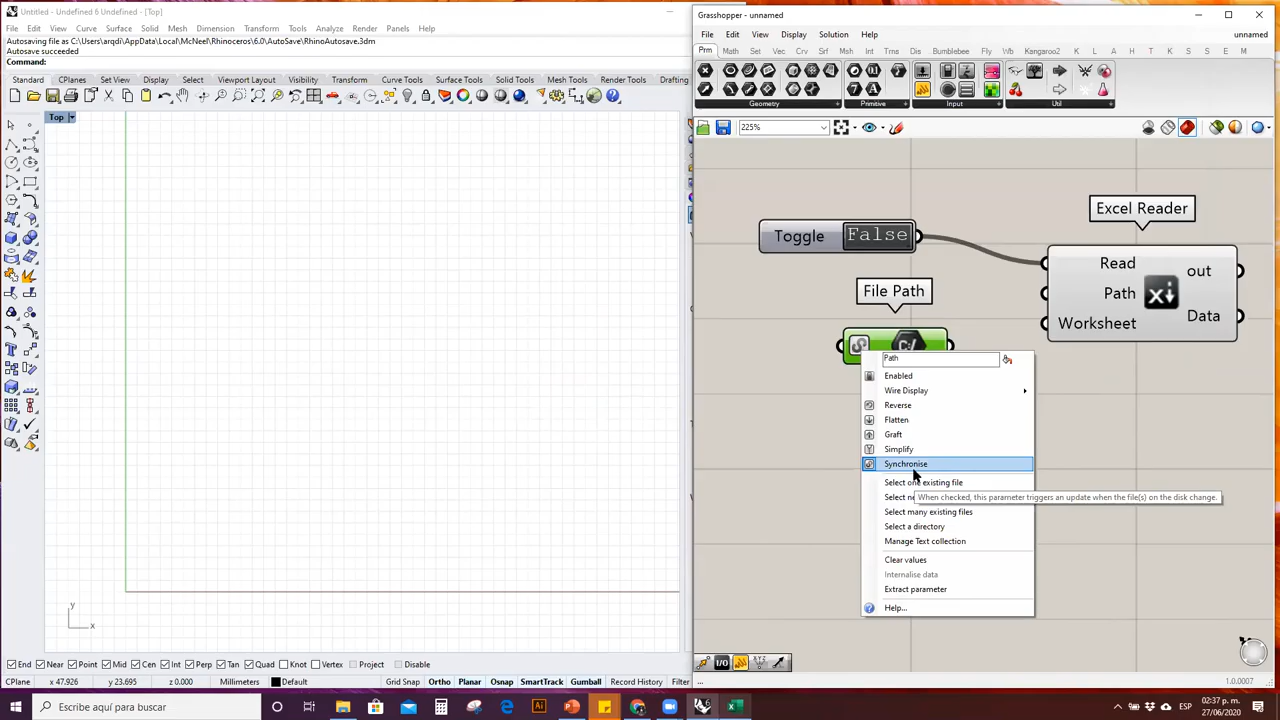 Untitled - Undefined 6 Undefined - [Top]
File Edit View Curve Surface Solid Mesh Dimension Transform Tools Analyze Render Panels Help
Autosaving file as C:\Users\arqdi\AppData\Local\McNeel\Rhinoceros\6.0\AutoSave\RhinoAutosave.3dm
Autosave succeeded
Command:
Standard CPlanes Set View Display Select Viewport Layout Visibility Transform Curve Tools Surface Tools Solid Tools Mesh Tools Render Tools Drafting
Top
y
x
End Near Point Mid Cen Int Perp Tan Quad Knot Vertex Project Disable
CPlane x 47.926 y 23.695 z 0.000 Millimeters Default Grid Snap Ortho Planar Osnap SmartTrack Gumball Record History Filter
Grasshopper - unnamed
File Edit View Display Solution Help unnamed
Prm Math Set Vec Crv Srf Msh Int Trns Dis Bumblebee Fly Wb Kangaroo2 K L A H T K S S E M
Geometry Primitive Input Util
225%
Excel Reader
Toggle False
Read
Path
Worksheet
out
Data
File Path
C:/
Path
Enabled
Wire Display
Reverse
Flatten
Graft
Simplify
Synchronise
Select one existing file
Select ne
When checked, this parameter triggers an update when the file(s) on the disk change.
Select many existing files
Select a directory
Manage Text collection
Clear values
Internalise data
Extract parameter
Help...
...
1.0.0007
Escribe aquí para buscar
ESP
02:37 p. m.
27/06/2020